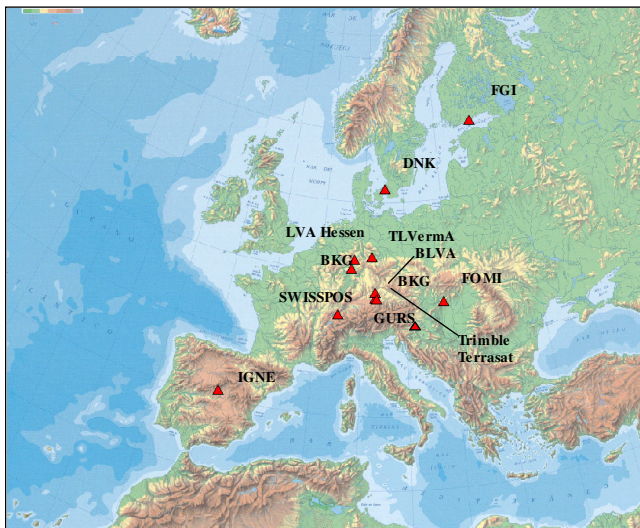 FGI
DNK
LVA Hessen
TLVermA
BLVA
BKG
BKG
FOMI
SWISSPOS
GURS
Trimble
Terrasat
IGNE